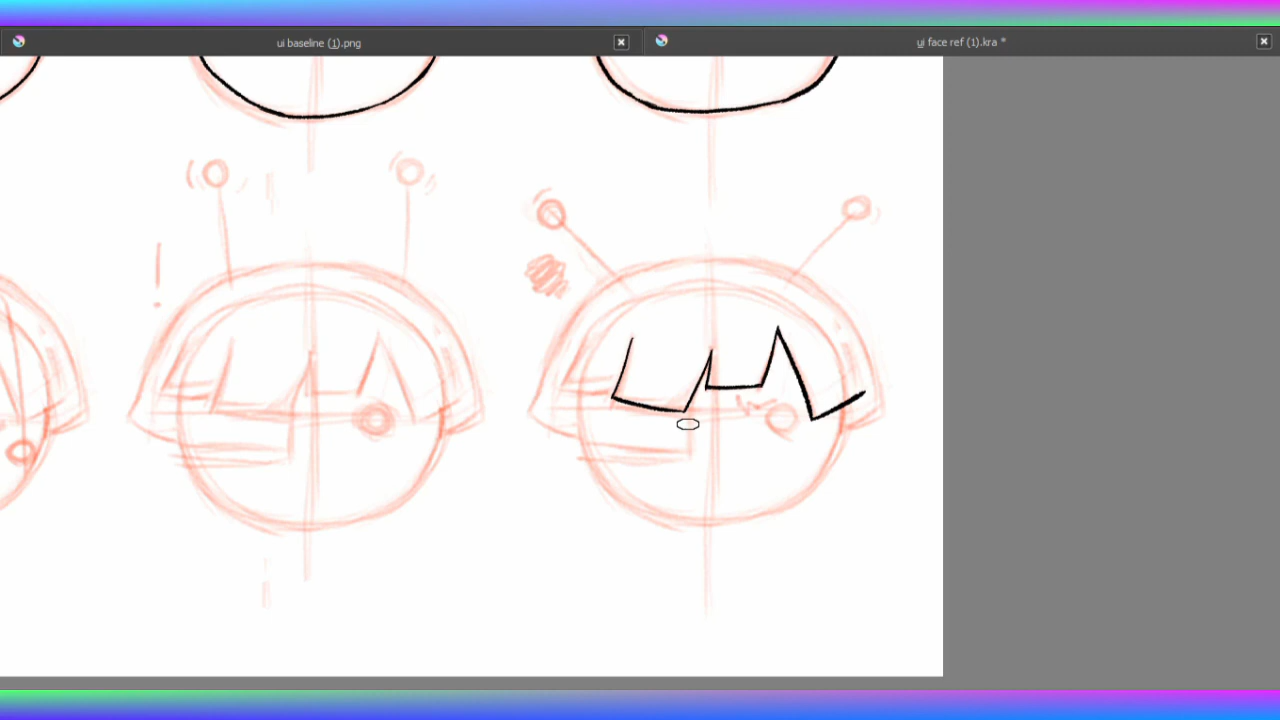 ui baseline (1).png
ui face ref (1).kra *
!